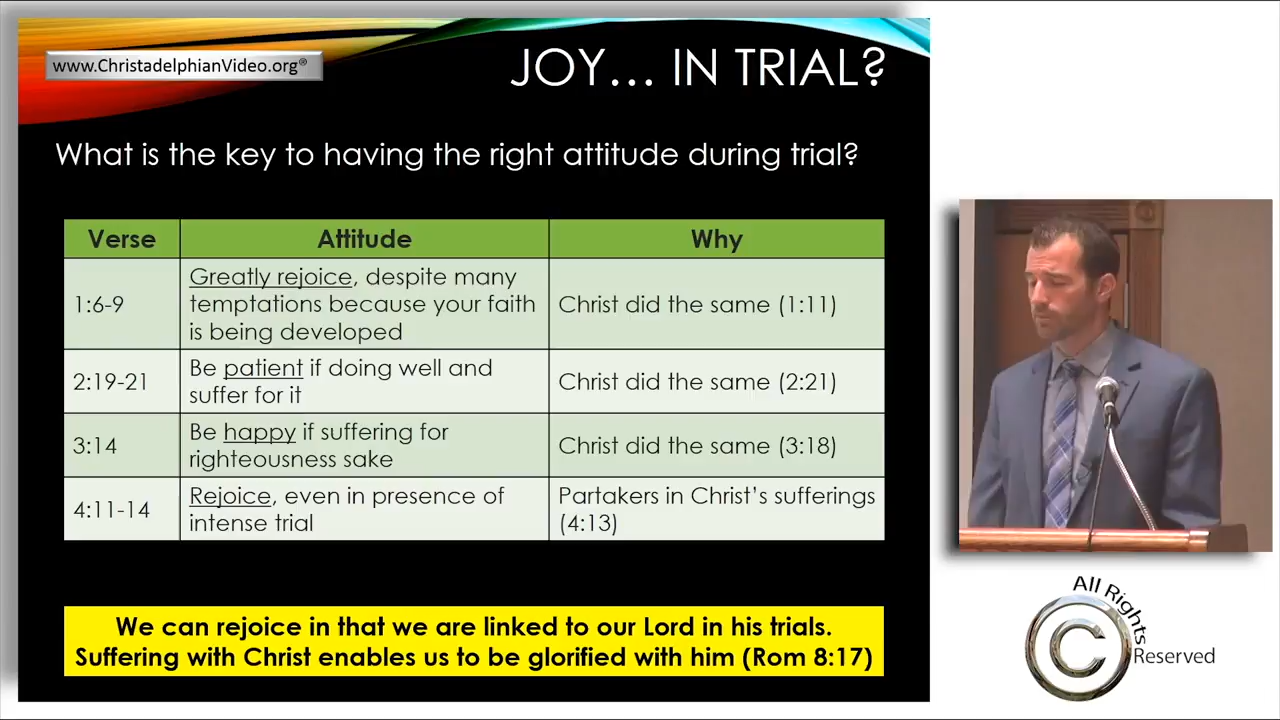 www.ChristadelphianVideo.org®
JOY... IN TRIAL?
What is the key to having the right attitude during trial?
Verse Attitude Why
1:6-9
Greatly rejoice, despite many
temptations because your faith
is being developed
Christ did the same (1:11)
2:19-21
Be patient if doing well and
suffer for it
Christ did the same (2:21)
3:14
Be happy if suffering for
righteousness sake
Christ did the same (3:18)
4:11-14
Rejoice, even in presence of
intense trial
Partakers in Christ's sufferings
(4:13)
We can rejoice in that we are linked to our Lord in his trials.
Suffering with Christ enables us to be glorified with him (Rom 8:17)
All Rights
C
Reserved